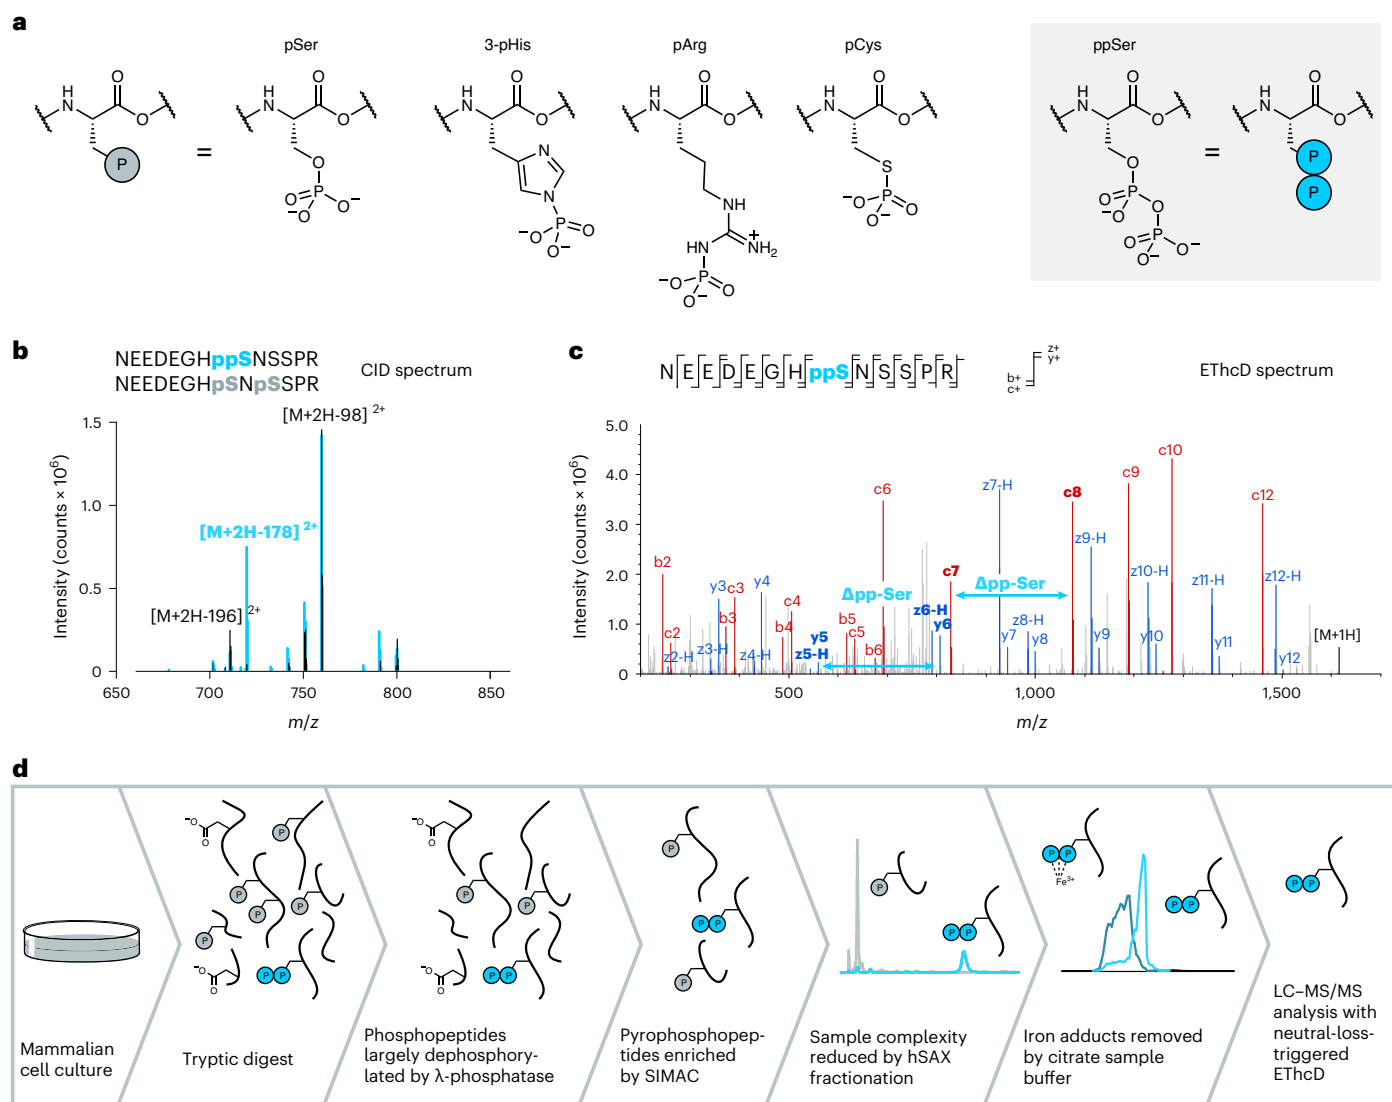 a
pSer
3-pHis
pArg
pCys
ppSer
H
N
O
O
P
=
H
N
O
O
O
O
P
−O
O−
H
N
O
O
N
N
P
−O
O
O−
H
N
O
O
NH
HN
+
NH2
−O
P
O−
O
H
N
O
O
S
−O
P
O
O−
H
N
O
O
O
O
P
−O
O
O
P
O−
O−
=
H
N
O
O
P
P
b
NEEDEGHppSNSSPR
NEEDEGHpSNpSSPR
CID spectrum
[M+2H-98] 2+
[M+2H-178] 2+
[M+2H-196] 2+
Intensity (counts × 10⁶)
1.5
1.0
0.5
0
650
700
750
800
850
m/z
c
N E E D E G H ppS N S S P R
z+
y+
b+
c+
EThcD spectrum
Intensity (counts × 10⁶)
5.0
4.0
3.0
2.0
1.0
0
b2
c2
z2-H
z3-H
y3
b3
c3
z4-H
y4
b4
c4
y5
z5-H
b5
c5
b6
c6
Δpp-Ser
z6-H
y6
c7
Δpp-Ser
z7-H
y7
z8-H
y8
c8
z9-H
y9
c9
z10-H
y10
c10
z11-H
y11
c12
z12-H
y12
[M+1H]
500
1,000
1,500
m/z
d
−O
O
P
P
P
P
P
−O
O
P P
−O
O
P
P
−O
O
P P
P
P P
P
P
P P
P P
Fe3+
P P
P P
Mammalian
cell culture
Tryptic digest
Phosphopeptides
largely dephosphory-
lated by λ-phosphatase
Pyrophosphopep-
tides enriched
by SIMAC
Sample complexity
reduced by hSAX
fractionation
Iron adducts removed
by citrate sample
buffer
LC–MS/MS
analysis with
neutral-loss-
triggered
EThcD